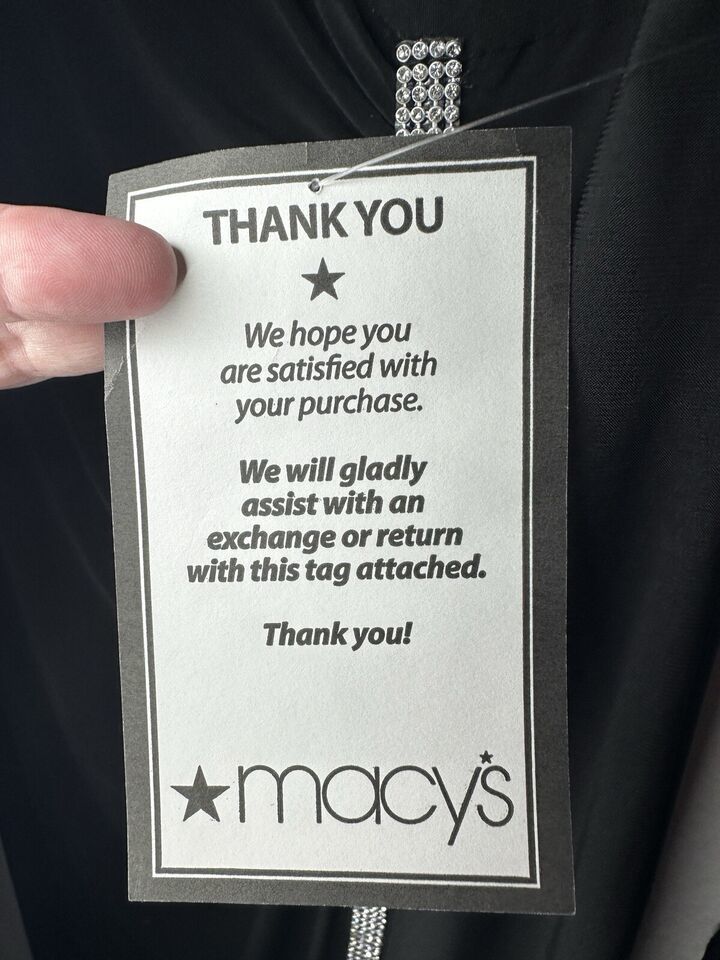 THANK YOU
We hope you
are satisfied with
your purchase.
We will gladly
assist with an
exchange or return
with this tag attached.
Thank you!
macy's